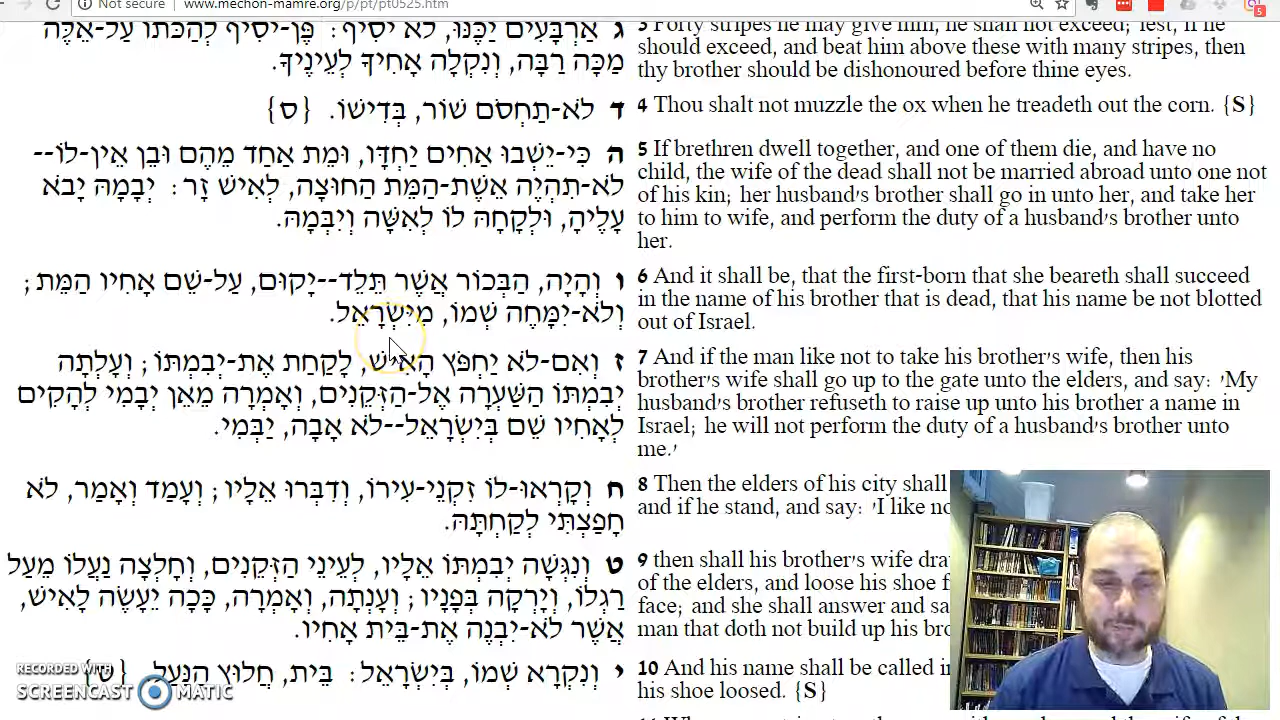 Not secure www.mechon-mamre.org/p/pt/pt0525.htm
ג אַרְבָּעִים יַכֶּנּוּ, לֹא יֹסִיף: פֶּן-יֹסִיף לְהַכֹּתוֹ עַל-אֵלֶּה
מַכָּה רַבָּה, וְנִקְלָה אָחִיךָ לְעֵינֶיךָ.
3 Forty stripes he may give him, he shall not exceed; lest, if he
should exceed, and beat him above these with many stripes, then
thy brother should be dishonoured before thine eyes.
ד לֹא-תַחְסֹם שׁוֹר, בְּדִישׁוֹ. {ס}
4 Thou shalt not muzzle the ox when he treadeth out the corn. {S}
ה כִּי-יֵשְׁבוּ אַחִים יַחְדָּו, וּמֵת אַחַד מֵהֶם וּבֵן אֵין-לוֹ--
לֹא-תִהְיֶה אֵשֶׁת-הַמֵּת הַחוּצָה, לְאִישׁ זָר: יְבָמָהּ יָבֹא
עָלֶיהָ, וּלְקָחָהּ לוֹ לְאִשָּׁה וְיִבְּמָהּ.
5 If brethren dwell together, and one of them die, and have no
child, the wife of the dead shall not be married abroad unto one not
of his kin; her husband's brother shall go in unto her, and take her
to him to wife, and perform the duty of a husband's brother unto
her.
ו וְהָיָה, הַבְּכוֹר אֲשֶׁר תֵּלֵד--יָקוּם, עַל-שֵׁם אָחִיו הַמֵּת;
וְלֹא-יִמָּחֶה שְׁמוֹ, מִיִּשְׂרָאֵל.
6 And it shall be, that the first-born that she beareth shall succeed
in the name of his brother that is dead, that his name be not blotted
out of Israel.
ז וְאִם-לֹא יַחְפֹּץ הָאִישׁ, לָקַחַת אֶת-יְבִמְתּוֹ; וְעָלְתָה
יְבִמְתּוֹ הַשַּׁעְרָה אֶל-הַזְּקֵנִים, וְאָמְרָה מֵאֵן יְבָמִי לְהָקִים
לְאָחִיו שֵׁם בְּיִשְׂרָאֵל--לֹא אָבָה, יַבְּמִי.
7 And if the man like not to take his brother's wife, then his
brother's wife shall go up to the gate unto the elders, and say: 'My
husband's brother refuseth to raise up unto his brother a name in
Israel; he will not perform the duty of a husband's brother unto
me.'
ח וְקָרְאוּ-לוֹ זִקְנֵי-עִירוֹ, וְדִבְּרוּ אֵלָיו; וְעָמַד וְאָמַר, לֹא
חָפַצְתִּי לְקַחְתָּהּ.
8 Then the elders of his city shall
and if he stand, and say: 'I like no
ט וְנִגְּשָׁה יְבִמְתּוֹ אֵלָיו, לְעֵינֵי הַזְּקֵנִים, וְחָלְצָה נַעֲלוֹ מֵעַל
רַגְלוֹ, וְיָרְקָה בְּפָנָיו; וְעָנְתָה, וְאָמְרָה, כָּכָה יֵעָשֶׂה לָאִישׁ,
אֲשֶׁר לֹא-יִבְנֶה אֶת-בֵּית אָחִיו.
9 then shall his brother's wife dra
of the elders, and loose his shoe f
face; and she shall answer and sa
man that doth not build up his bro
י וְנִקְרָא שְׁמוֹ, בְּיִשְׂרָאֵל: בֵּית, חֲלוּץ הַנָּעַל. {ס}
10 And his name shall be called in
his shoe loosed. {S}
RECORDED WITH
SCREENCAST MATIC